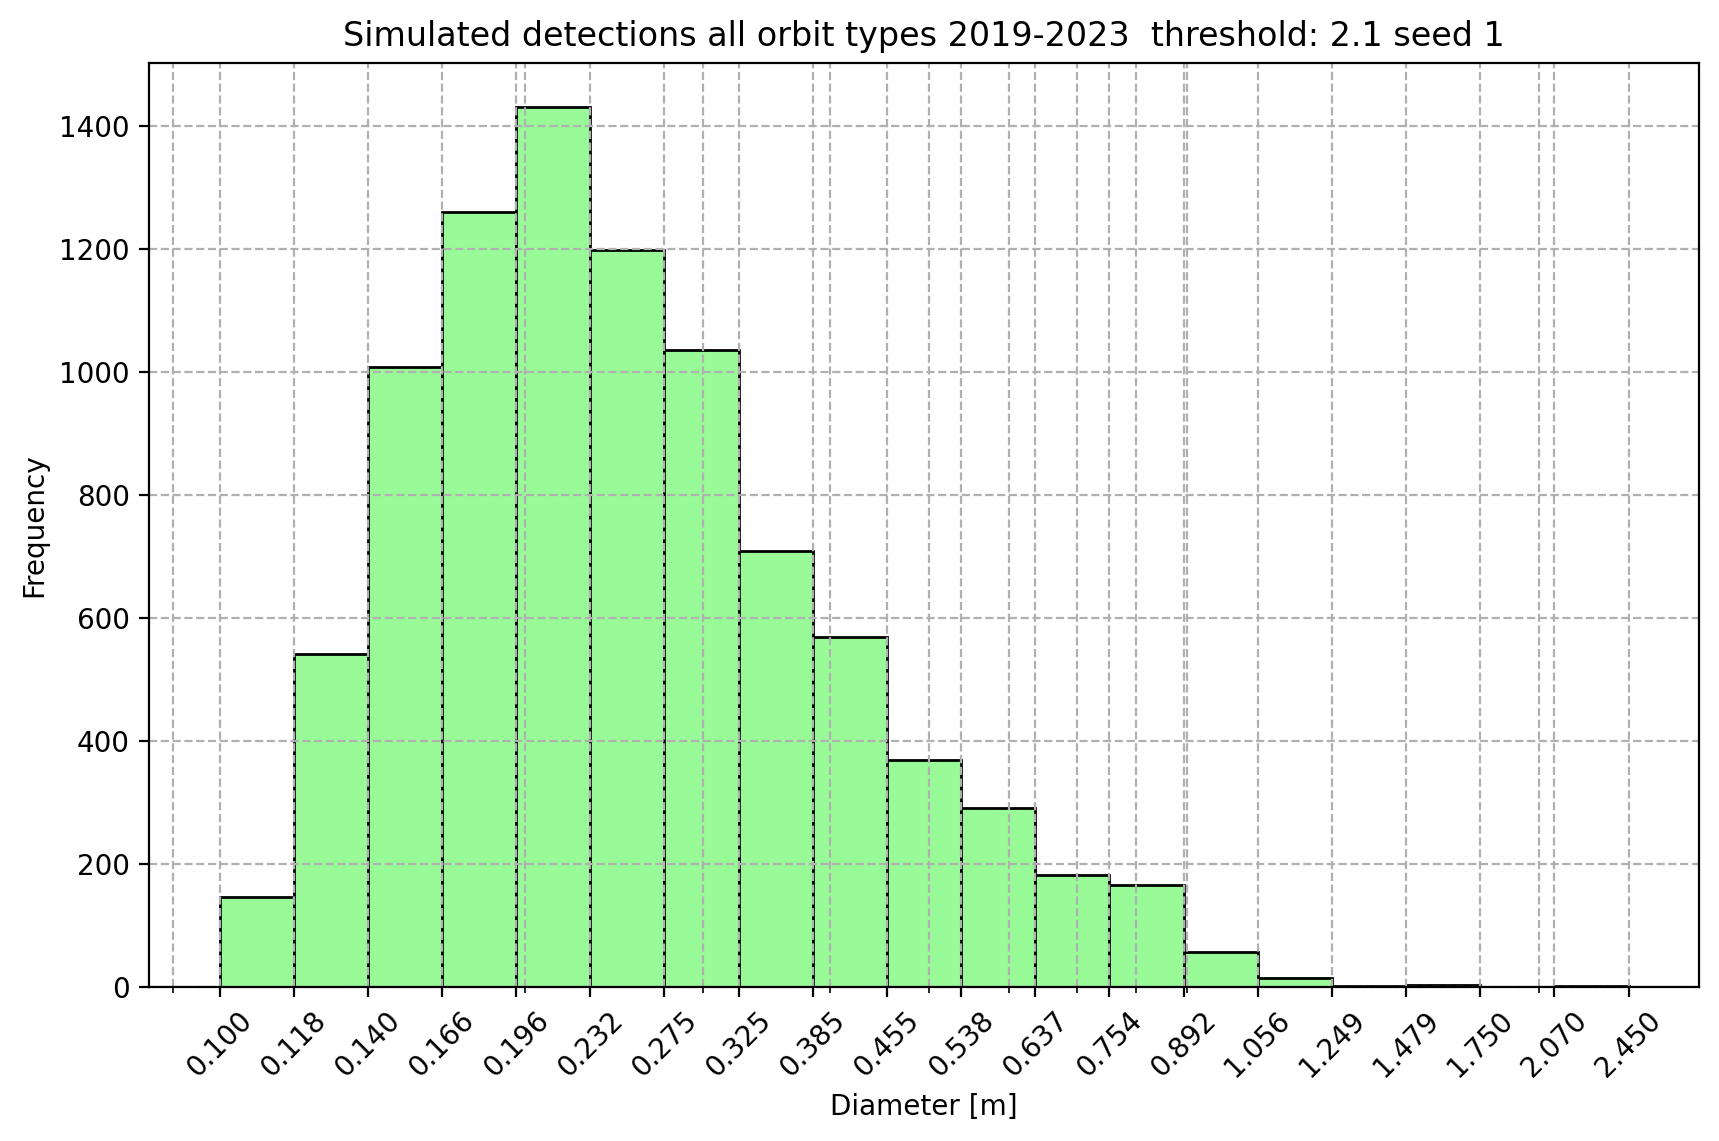 Simulated detections all orbit types 2019-2023  threshold: 2.1 seed 1
1400
1200
1000
800
600
400
200
0
Frequency
0.100 0.118 0.140 0.166 0.196 0.232 0.275 0.325 0.385 0.455 0.538 0.637 0.754 0.892 1.056 1.249 1.479 1.750 2.070 2.450
Diameter [m]